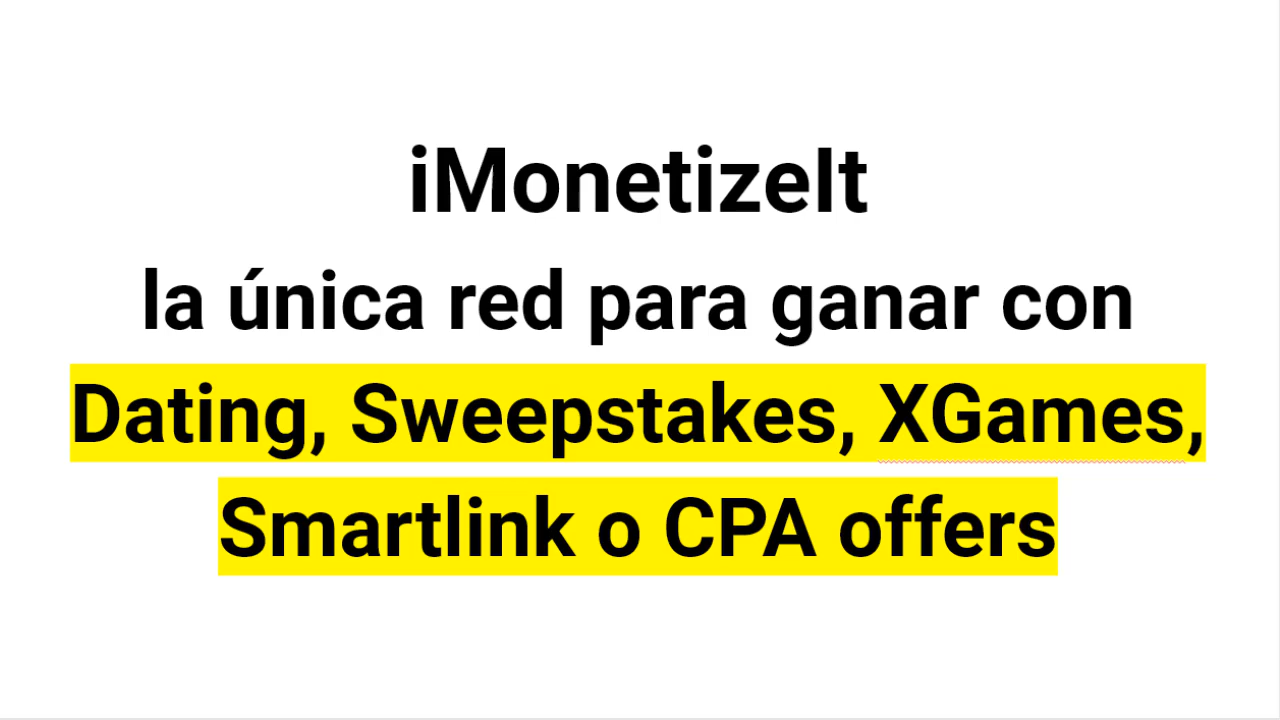 iMonetizeIt
la única red para ganar con
Dating, Sweepstakes, XGames,
Smartlink o CPA offers